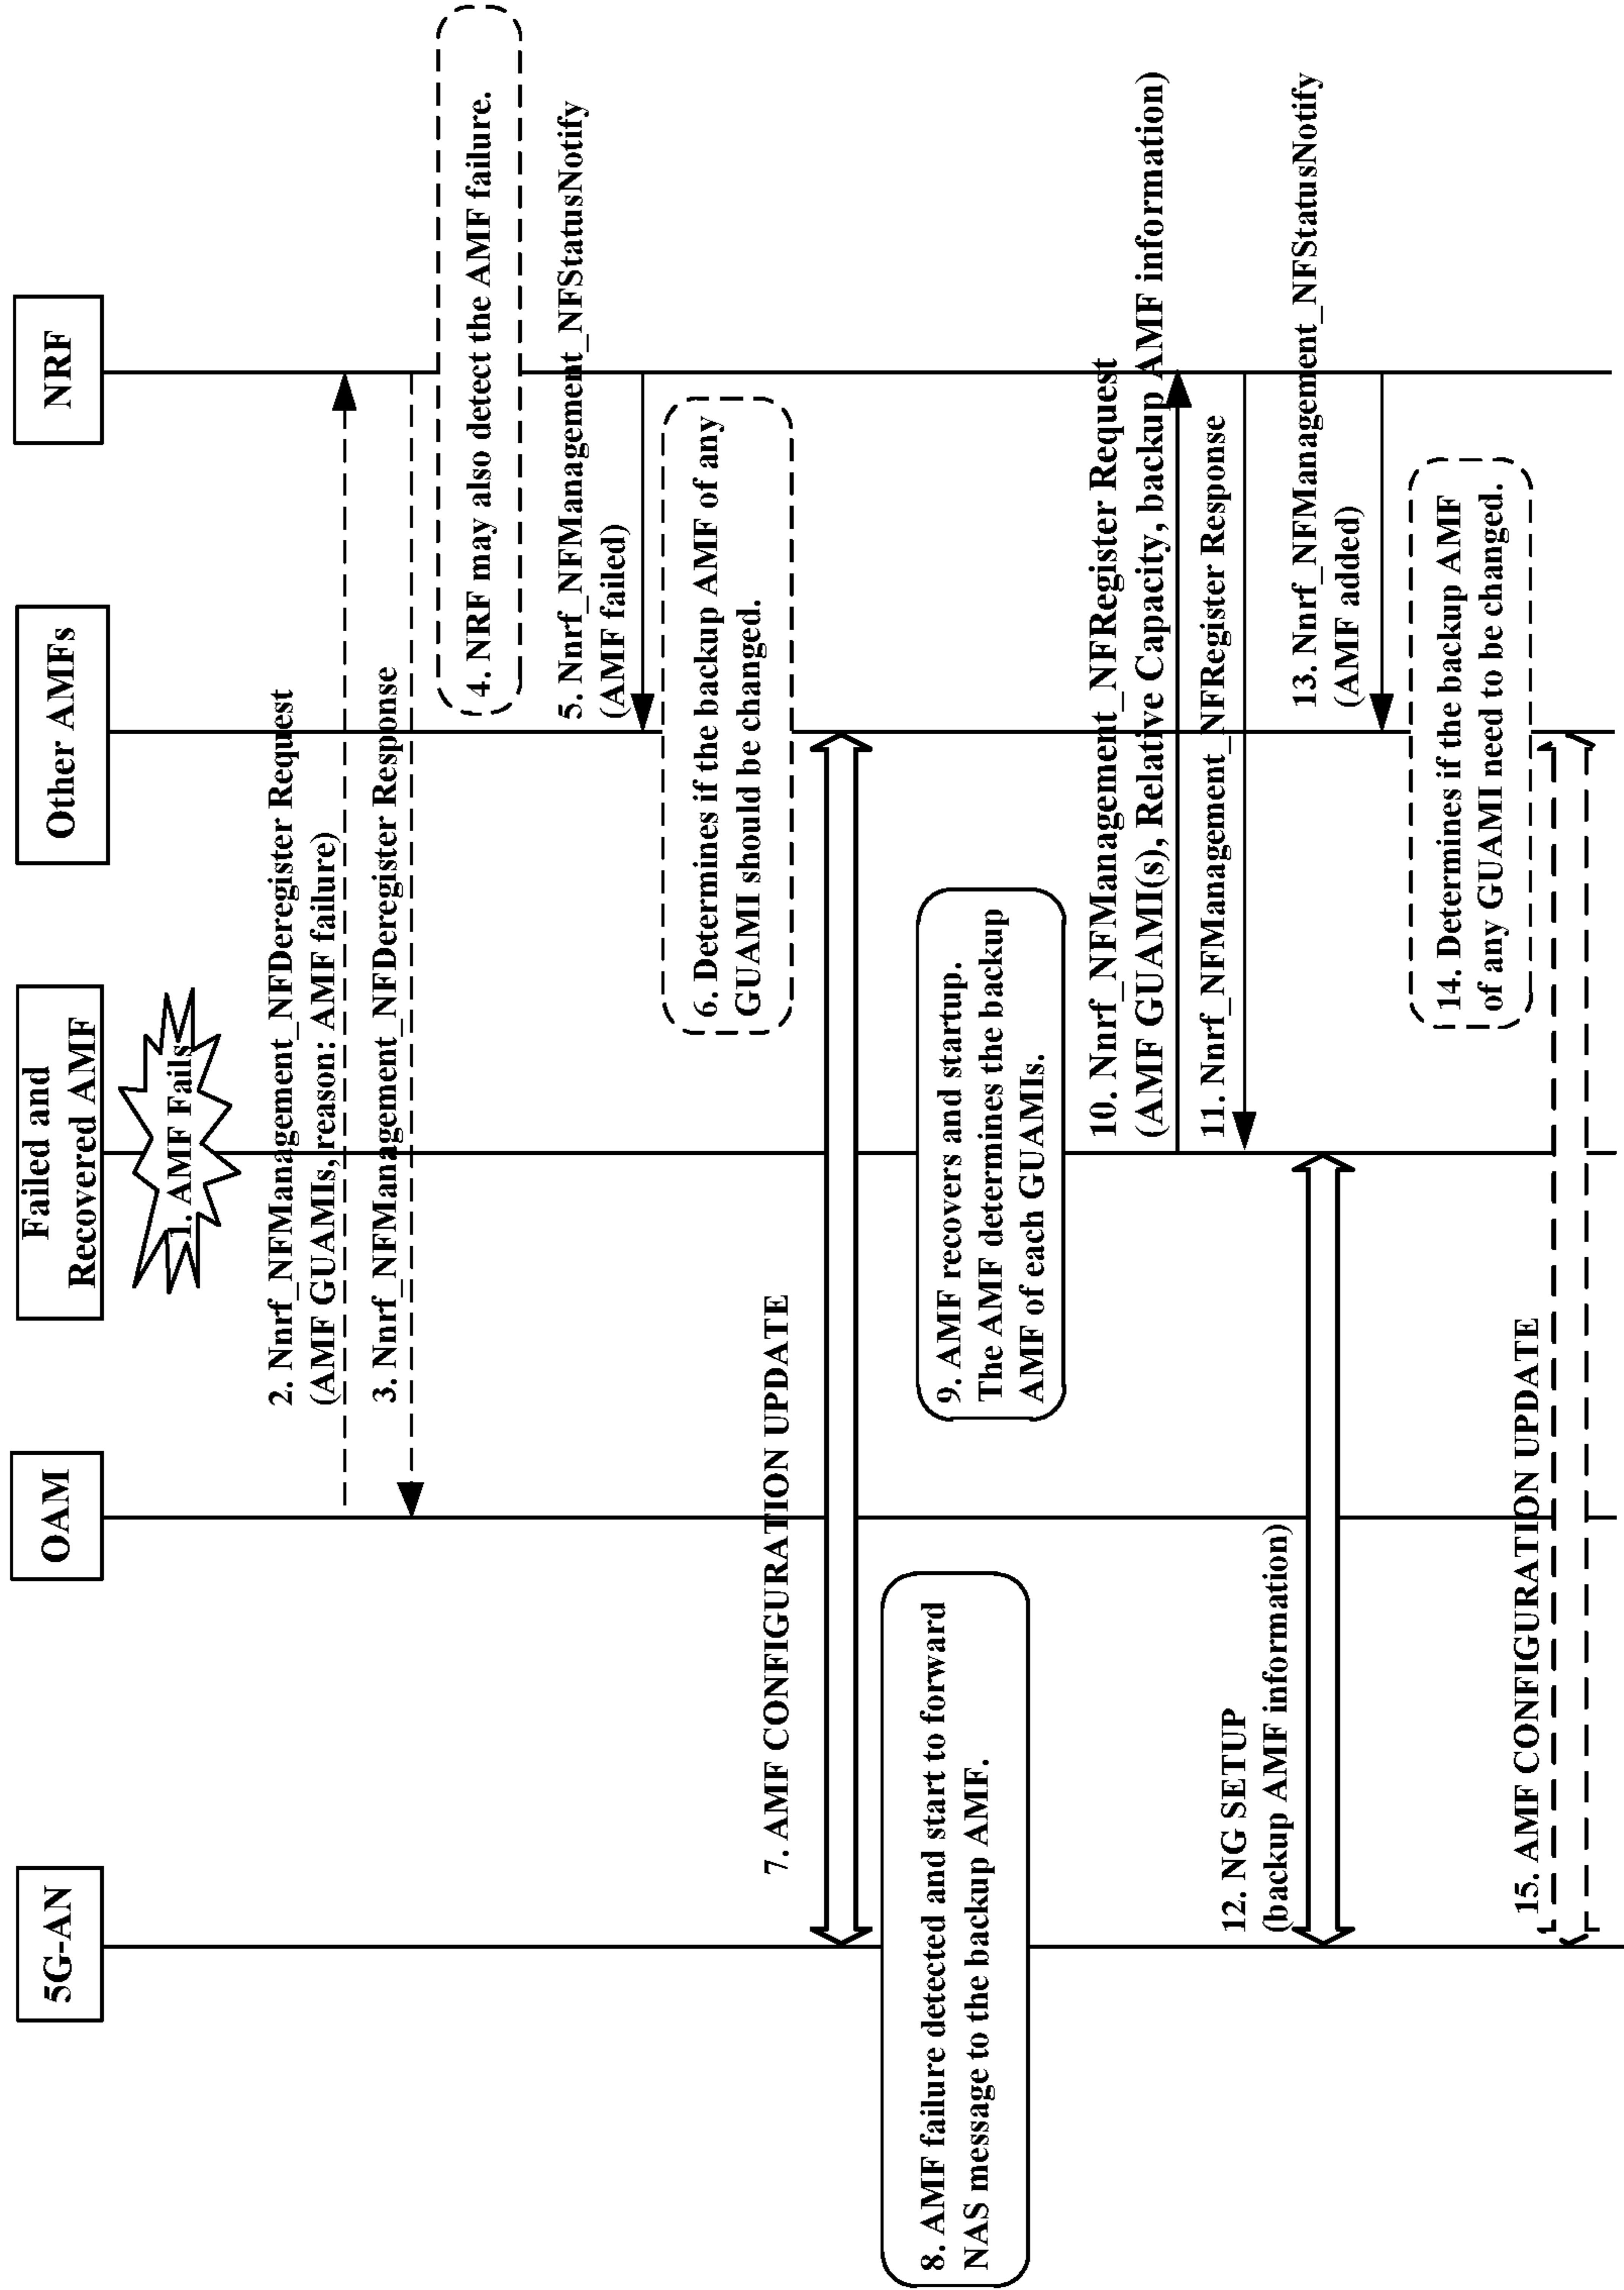 5G-AN
OAM
Failed and
Recovered AMF
Other AMFs
NRF
1. AMF Fails
2. Nnrf_NFManagement_NFDeregister Request
(AMF GUAMIs, reason: AMF failure)
3. Nnrf_NFManagement_NFDeregister Response
4. NRF may also detect the AMF failure.
5. Nnrf_NFManagement_NFStatusNotify
(AMF failed)
6. Determines if the backup AMF of any
GUAMI should be changed.
7. AMF CONFIGURATION UPDATE
8. AMF failure detected and start to forward
NAS message to the backup AMF.
9. AMF recovers and startup.
The AMF determines the backup
AMF of each GUAMIs.
10. Nnrf_NFManagement_NFRegister Request
(AMF GUAMI(s), Relative Capacity, backup AMF information)
11. Nnrf_NFManagement_NFRegister Response
12. NG SETUP
(backup AMF information)
13. Nnrf_NFManagement_NFStatusNotify
(AMF added)
14. Determines if the backup AMF
of any GUAMI need to be changed.
15. AMF CONFIGURATION UPDATE